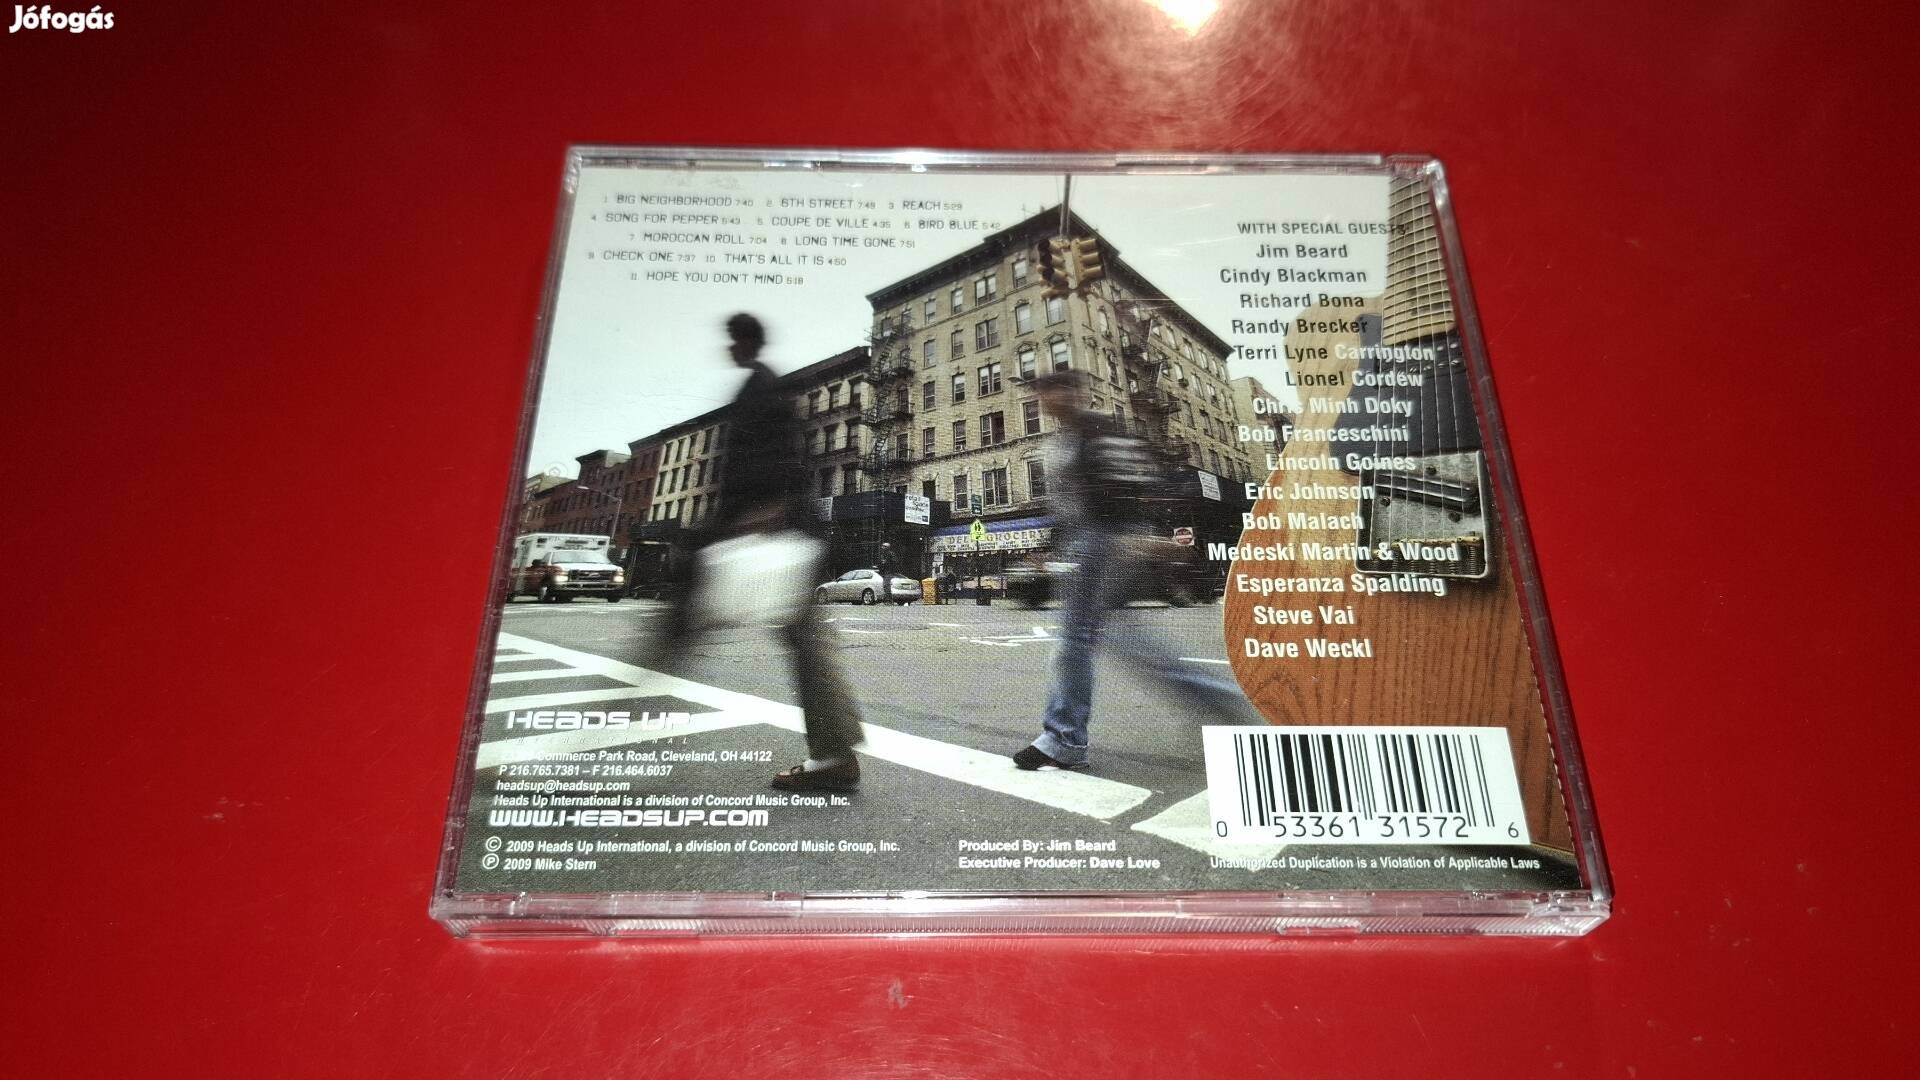 Jófogás
1 BIG NEIGHBORHOOD 7:40 2 6TH STREET 7:49 3 REACH 5:29
4 SONG FOR PEPPER 5:43 5 COUPE DE VILLE 4:35 6 BIRD BLUE 5:42
7 MOROCCAN ROLL 7:04 8 LONG TIME GONE 7:51
9 CHECK ONE 7:37 10 THAT'S ALL IT IS 4:50
11 HOPE YOU DON'T MIND 5:18
WITH SPECIAL GUESTS
Jim Beard
Cindy Blackman
Richard Bona
Randy Brecker
Terri Lyne Carrington
Lionel Cordew
Chris Minh Doky
Bob Franceschini
Lincoln Goines
Eric Johnson
Bob Malach
Medeski Martin & Wood
Esperanza Spalding
Steve Vai
Dave Weckl
DELI GROCERY
HEADS UP
INTERNATIONAL
Commerce Park Road, Cleveland, OH 44122
P 216.765.7381 – F 216.464.6037
headsup@headsup.com
Heads Up International is a division of Concord Music Group, Inc.
WWW.HEADSUP.COM
© 2009 Heads Up International, a division of Concord Music Group, Inc.
℗ 2009 Mike Stern
Produced By: Jim Beard
Executive Producer: Dave Love
0 53361 31572 6
Unauthorized Duplication is a Violation of Applicable Laws